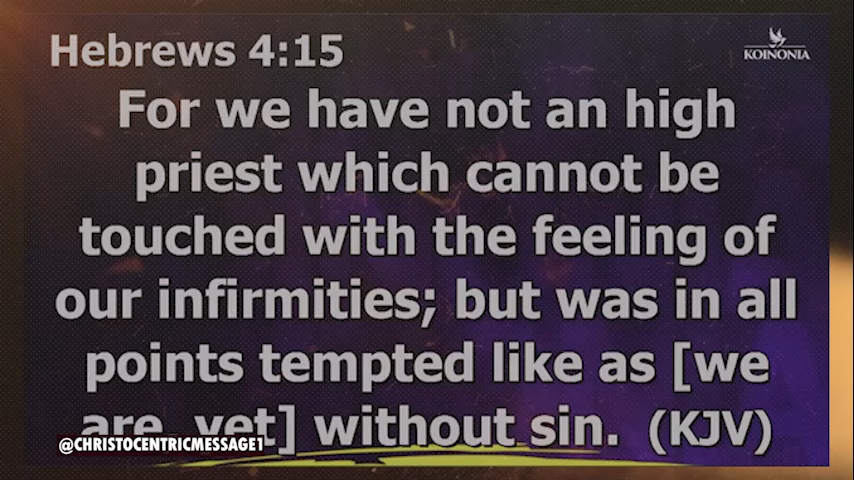 Hebrews 4:15
KOINONIA
For we have not an high
priest which cannot be
touched with the feeling of
our infirmities; but was in all
points tempted like as [we
are, yet] without sin. (KJV)
@CHRISTOCENTRICMESSAGE1